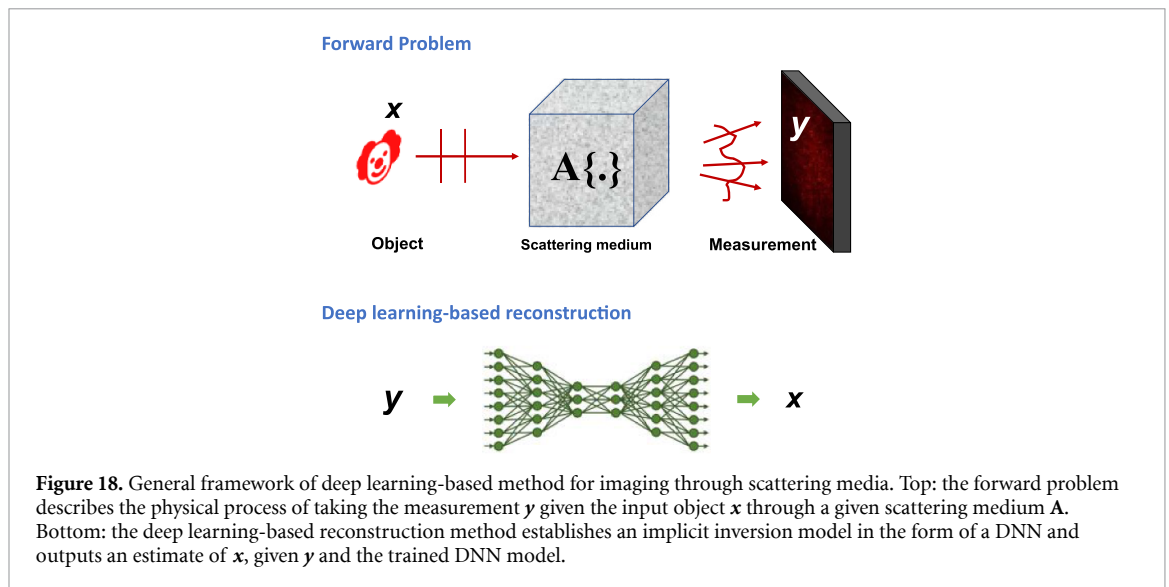 Forward Problem
x
A{.}
y
Object
Scattering medium
Measurement
Deep learning-based reconstruction
y
x
Figure 18. General framework of deep learning-based method for imaging through scattering media. Top: the forward problem
describes the physical process of taking the measurement y given the input object x through a given scattering medium A.
Bottom: the deep learning-based reconstruction method establishes an implicit inversion model in the form of a DNN and
outputs an estimate of x, given y and the trained DNN model.